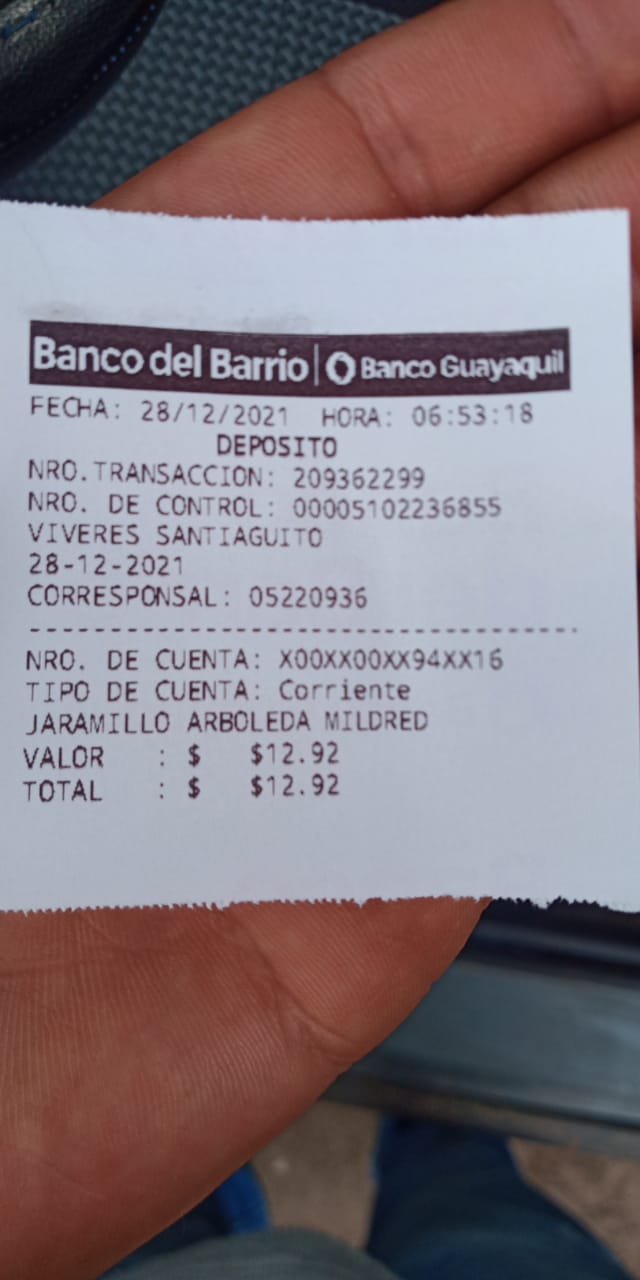 Banco del Barrio | Banco Guayaquil
FECHA: 28/12/2021 HORA: 06:53:18
DEPOSITO
NRO.TRANSACCION: 209362299
NRO. DE CONTROL: 00005102236855
VIVERES SANTIAGUITO
28-12-2021
CORRESPONSAL: 05220936
NRO. DE CUENTA: X00XX00XX94XX16
TIPO DE CUENTA: Corriente
JARAMILLO ARBOLEDA MILDRED
VALOR : $ $12.92
TOTAL : $ $12.92